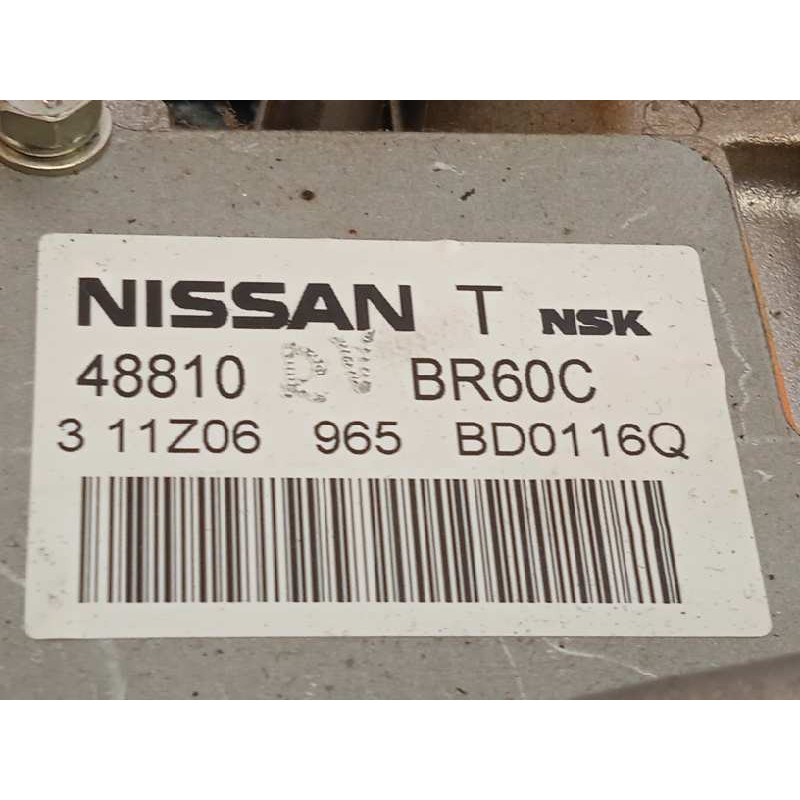 NISSAN T NSK
48810 BR60C
3 11Z06 965 BD0116Q